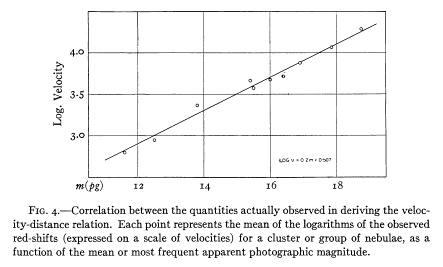 4.0
3.5
3.0
Log. Velocity
LOG V = 0.2 m + 0.507
m(pg) 12 14 16 18
FIG. 4.—Correlation between the quantities actually observed in deriving the veloc-
ity-distance relation. Each point represents the mean of the logarithms of the observed
red-shifts (expressed on a scale of velocities) for a cluster or group of nebulae, as a
function of the mean or most frequent apparent photographic magnitude.